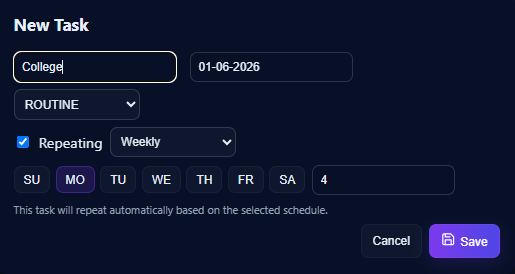 New Task
College 01-06-2026
ROUTINE
Repeating Weekly
SU MO TU WE TH FR SA 4
This task will repeat automatically based on the selected schedule.
Cancel Save